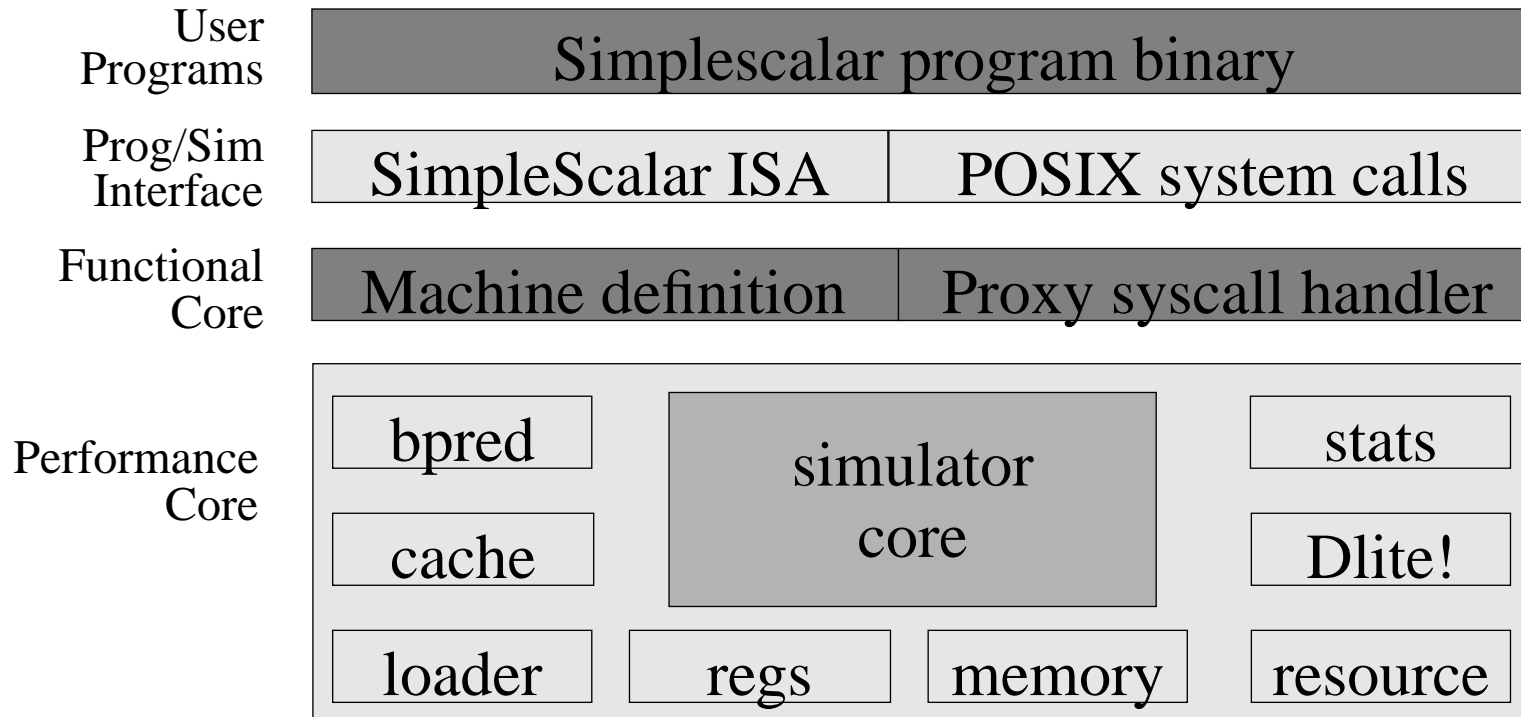 User
Programs
Simplescalar program binary
Prog/Sim
Interface
SimpleScalar ISA
POSIX system calls
Functional
Core
Machine definition
Proxy syscall handler
Performance
Core
bpred
simulator
core
stats
cache
Dlite!
loader
regs
memory
resource